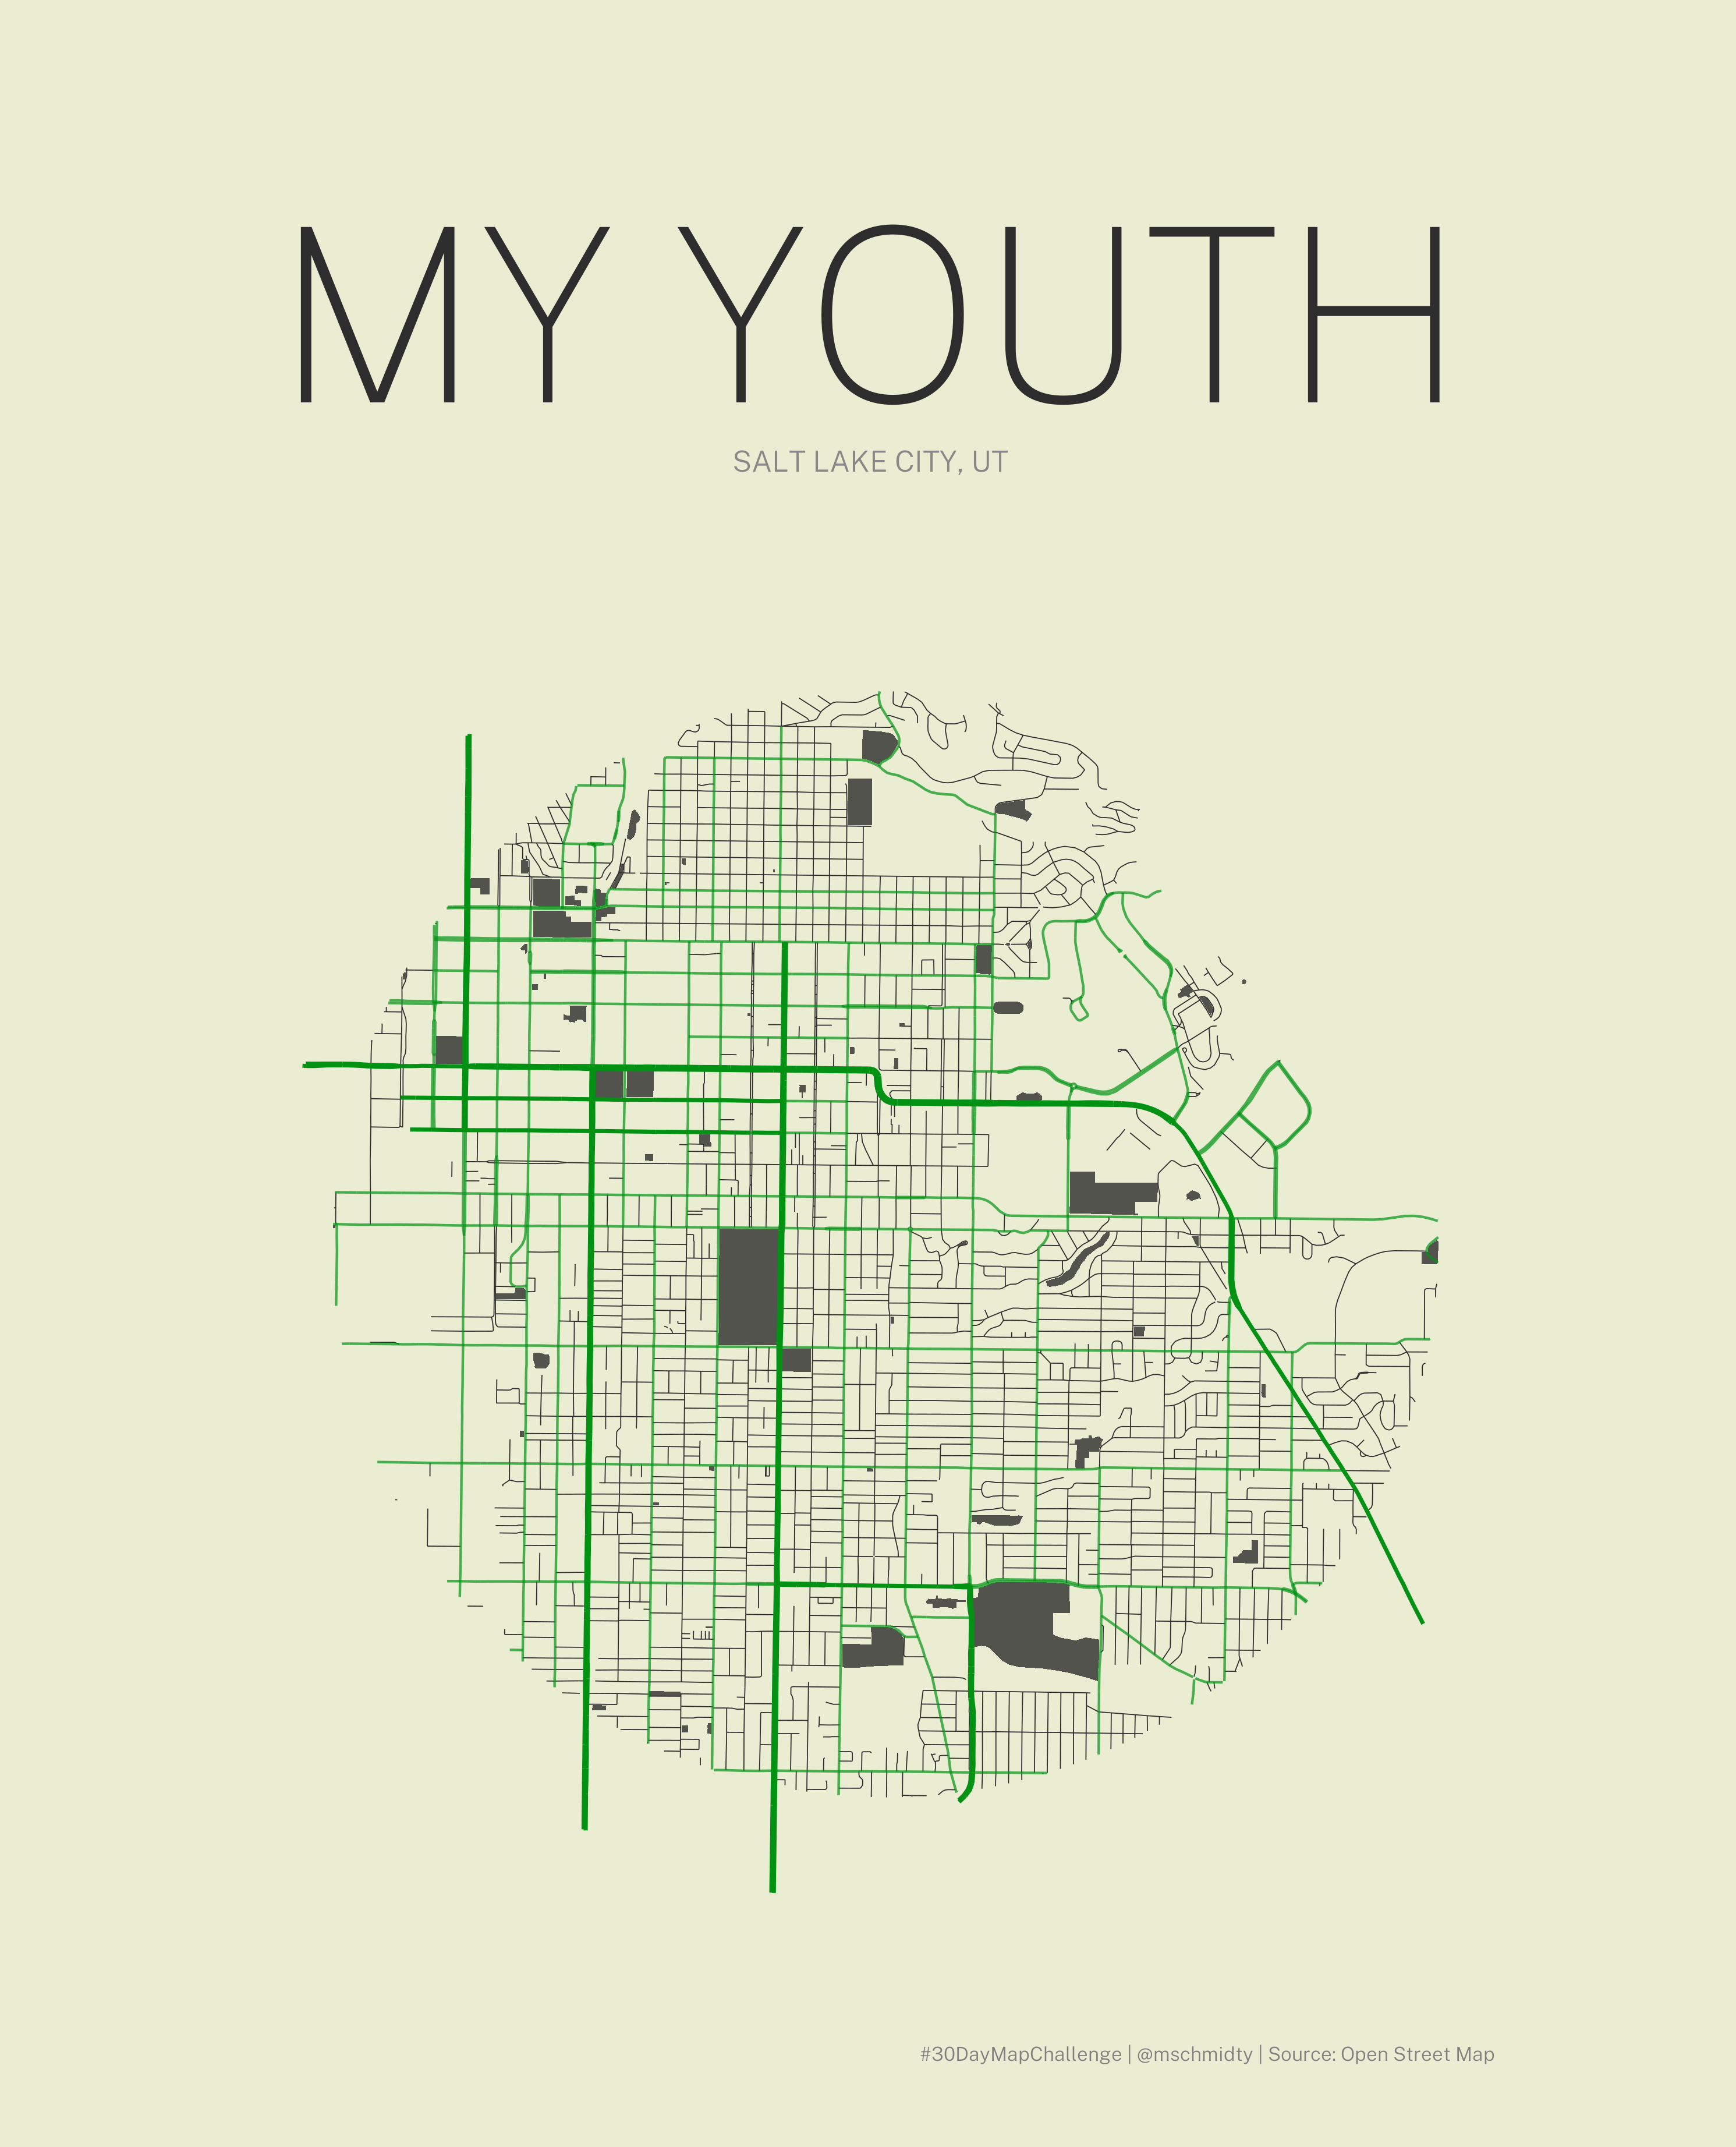 MY YOUTH
SALT LAKE CITY, UT
#30DayMapChallenge | @mschmidty | Source: Open Street Map